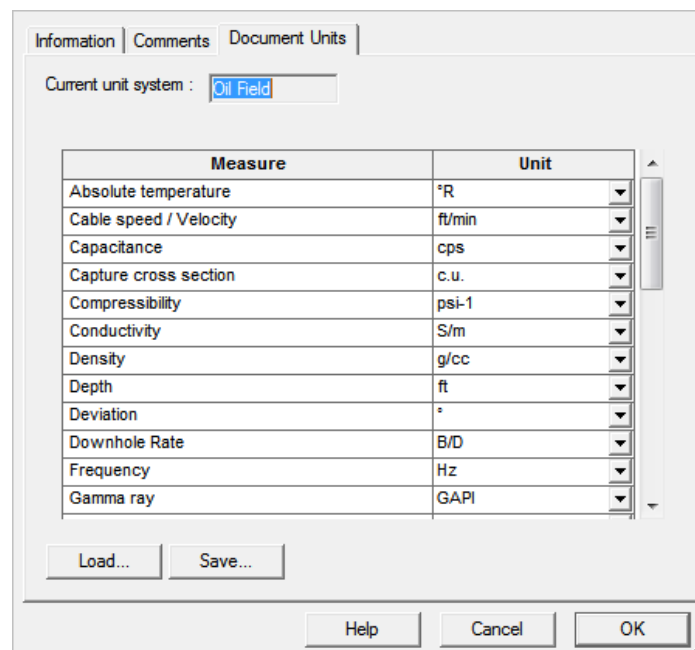 Information Comments Document Units
Current unit system : Oil Field
Measure Unit
Absolute temperature °R
Cable speed / Velocity ft/min
Capacitance cps
Capture cross section c.u.
Compressibility psi-1
Conductivity S/m
Density g/cc
Depth ft
Deviation °
Downhole Rate B/D
Frequency Hz
Gamma ray GAPI
Load... Save...
Help Cancel OK